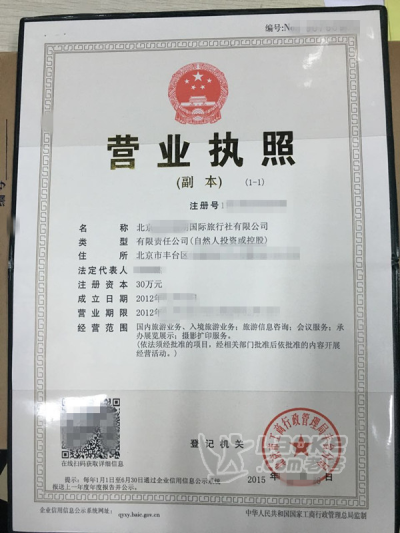 编号:N
营业执照
(副 本) (1-1)
注册号
名 称 北京 国际旅行社有限公司
类 型 有限责任公司(自然人投资或控股)
住 所 北京市丰台区
法定代表人
注册资本 30万元
成立日期 2012年
营业期限 2012年
经营范围 国内旅游业务、入境旅游业务；旅游信息咨询；会议服务；承
办展览展示；摄影扩印服务。
(依法须经批准的项目，经相关部门批准后依批准的内容开展
经营活动。)
在线扫码获取详细信息
登记机关
工商行政管理局
2015 年 月 日
提示：每年1月1日至6月30日通过企业信用信息公示系统
报送上一年度年度报告并公示。
企业信用信息公示系统网址： qyxy.baic.gov.cn 中华人民共和国国家工商行政管理总局监制